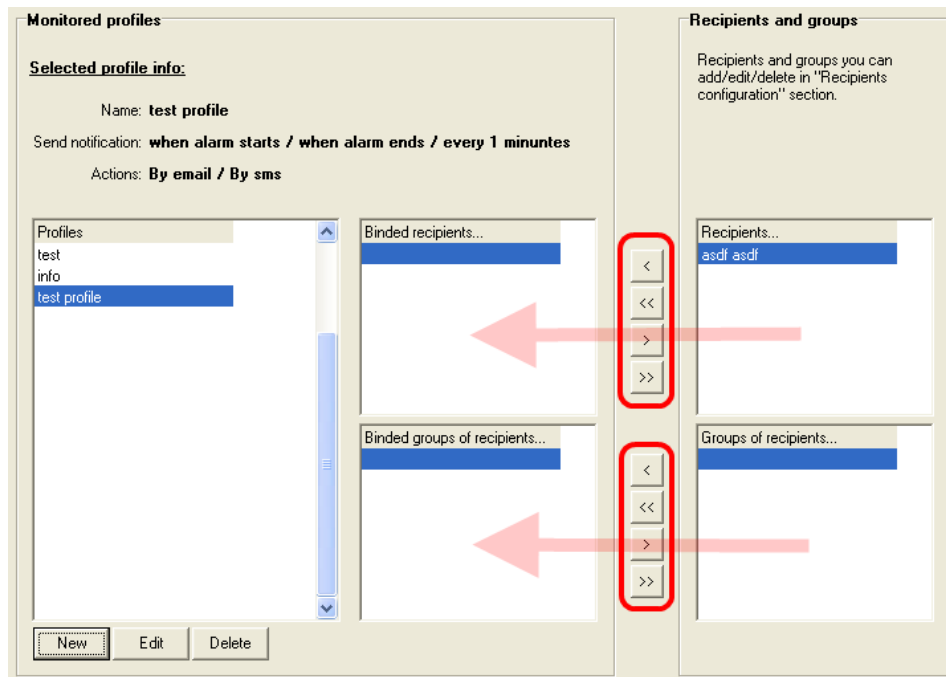 Monitored profiles
Selected profile info:
Name: test profile
Send notification: when alarm starts / when alarm ends / every 1 minuntes
Actions: By email / By sms
Profiles
test
info
test profile
New
Edit
Delete
Binded recipients...
Binded groups of recipients...
<
<<
>
>>
<
<<
>
>>
Recipients and groups
Recipients and groups you can
add/edit/delete in "Recipients
configuration" section.
Recipients...
asdf asdf
Groups of recipients...